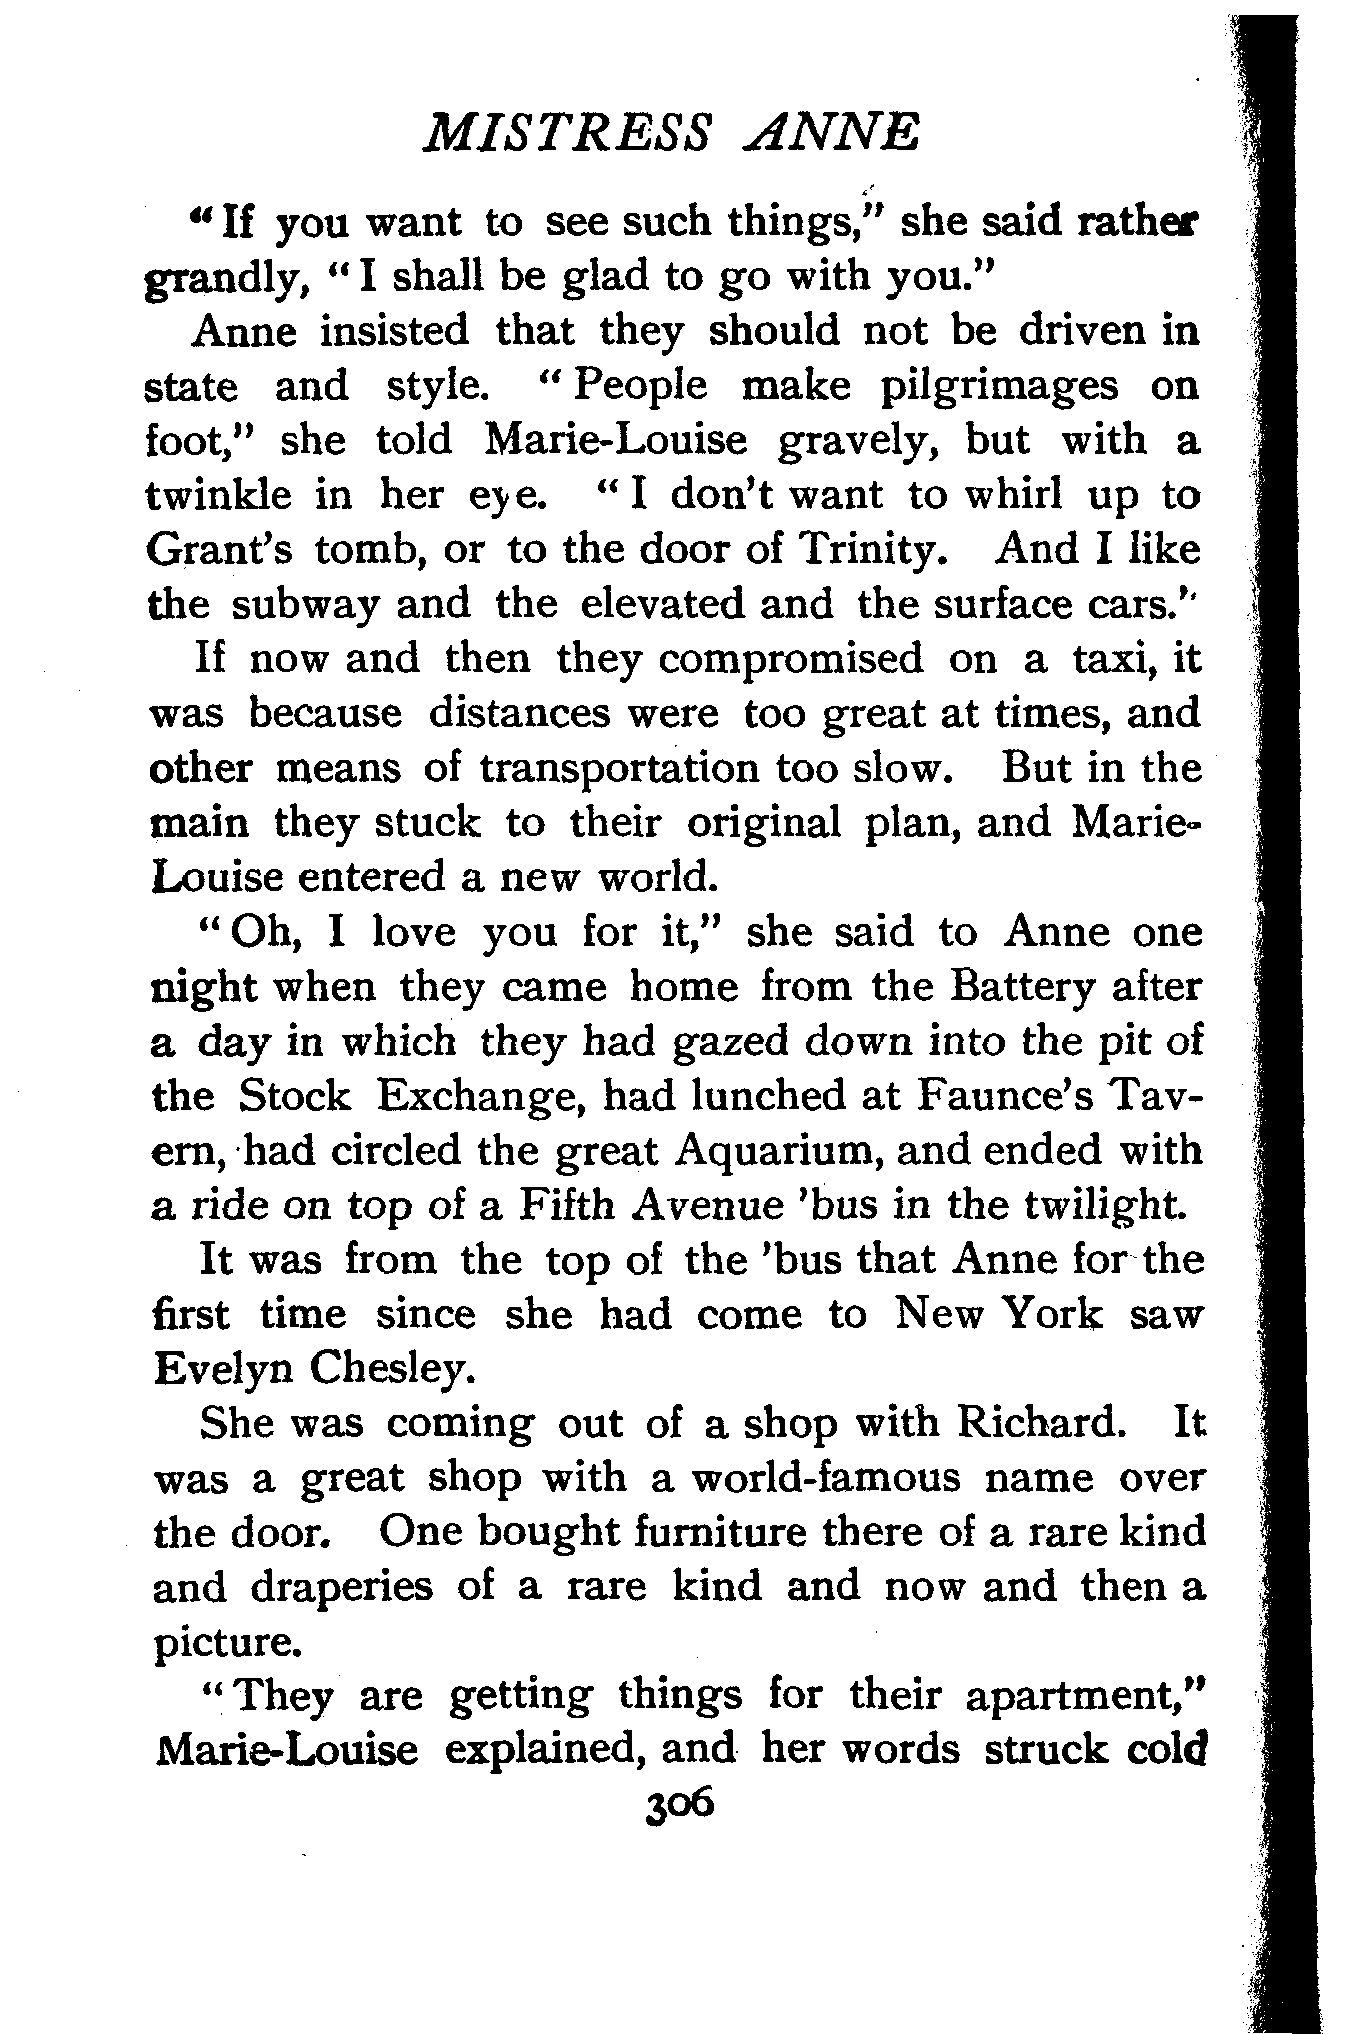 MISTRESS ANNE
"If you want to see such things," she said rather
grandly, "I shall be glad to go with you."
Anne insisted that they should not be driven in
state and style. "People make pilgrimages on
foot," she told Marie-Louise gravely, but with a
twinkle in her eye. "I don't want to whirl up to
Grant's tomb, or to the door of Trinity. And I like
the subway and the elevated and the surface cars."
If now and then they compromised on a taxi, it
was because distances were too great at times, and
other means of transportation too slow. But in the
main they stuck to their original plan, and Marie-
Louise entered a new world.
"Oh, I love you for it," she said to Anne one
night when they came home from the Battery after
a day in which they had gazed down into the pit of
the Stock Exchange, had lunched at Faunce's Tav-
ern, had circled the great Aquarium, and ended with
a ride on top of a Fifth Avenue 'bus in the twilight.
It was from the top of the 'bus that Anne for the
first time since she had come to New York saw
Evelyn Chesley.
She was coming out of a shop with Richard. It
was a great shop with a world-famous name over
the door. One bought furniture there of a rare kind
and draperies of a rare kind and now and then a
picture.
"They are getting things for their apartment,"
Marie-Louise explained, and her words struck cold
306